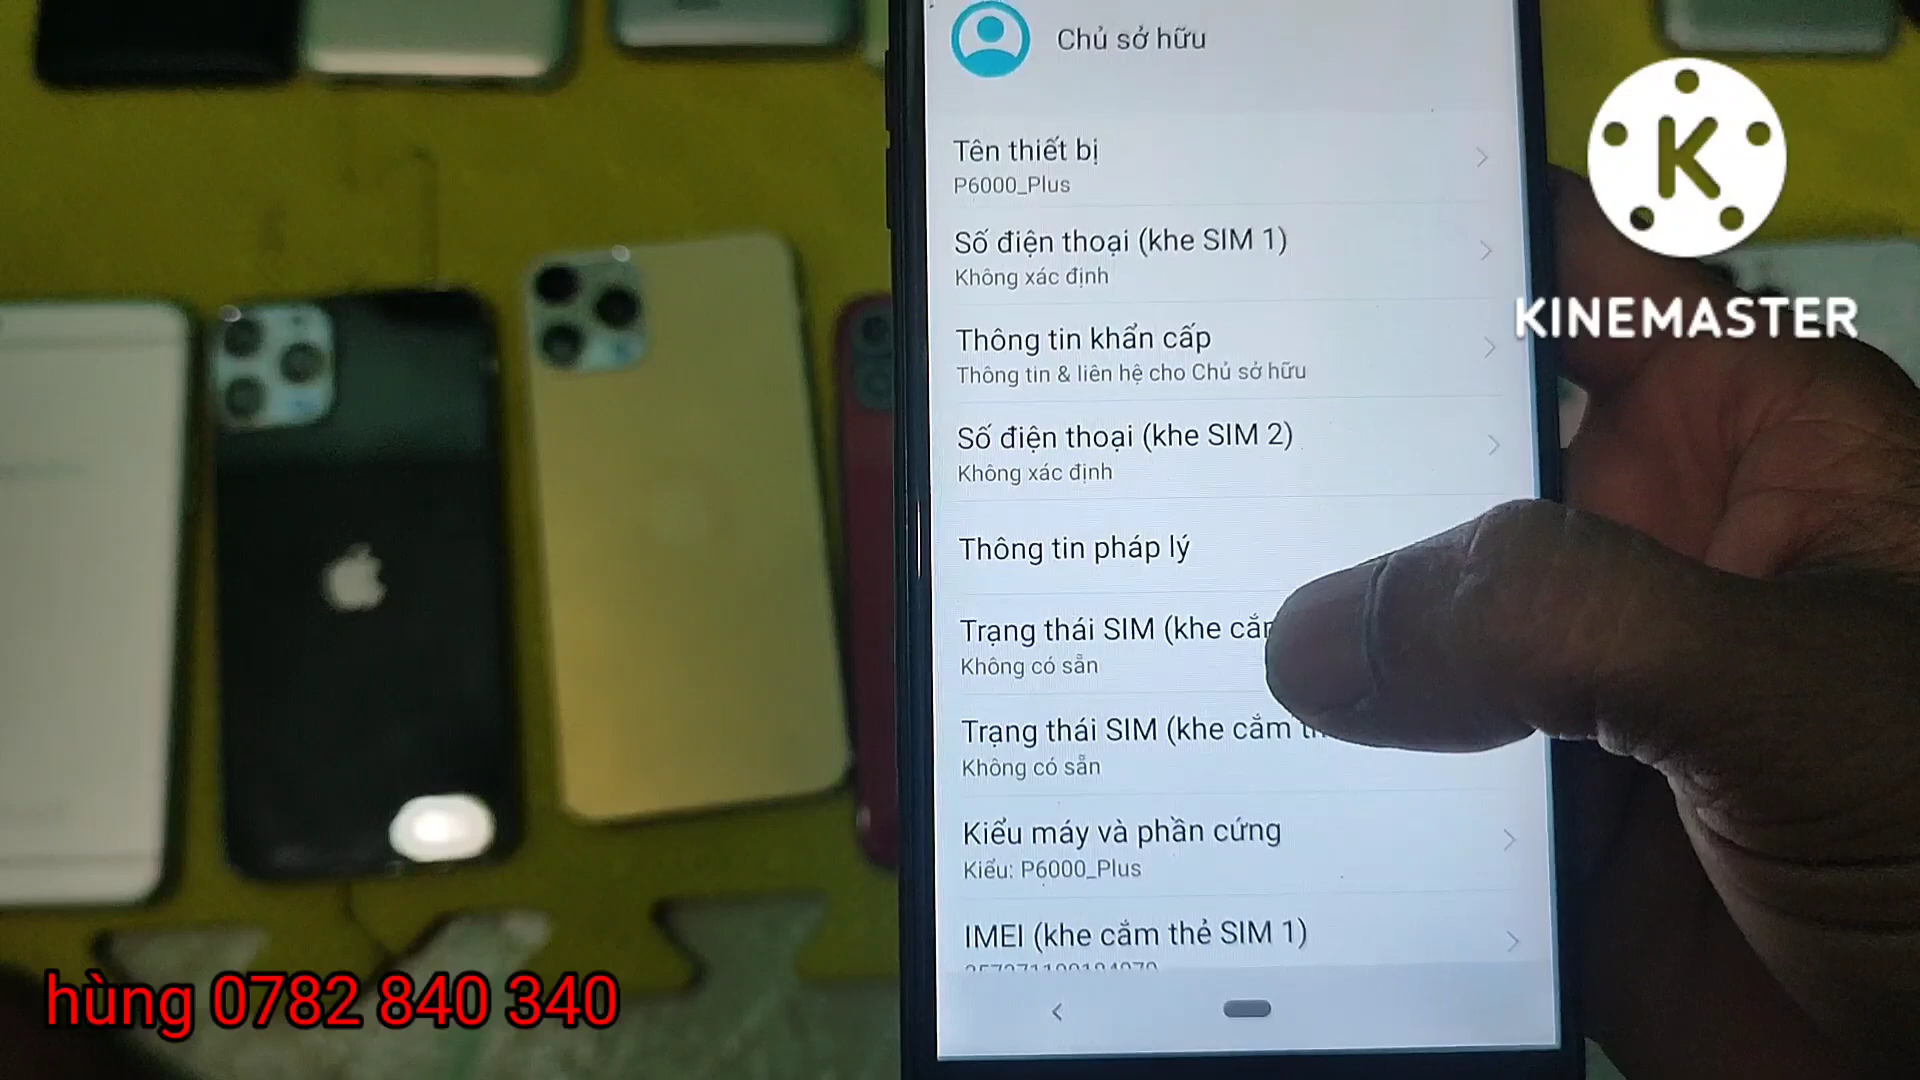 Chủ sở hữu
Tên thiết bị
P6000_Plus
Số điện thoại (khe SIM 1)
Không xác định
Thông tin khẩn cấp
Thông tin & liên hệ cho Chủ sở hữu
Số điện thoại (khe SIM 2)
Không xác định
Thông tin pháp lý
Trạng thái SIM (khe cắm
Không có sẵn
Trạng thái SIM (khe cắm
Không có sẵn
Kiểu máy và phần cứng
Kiểu: P6000_Plus
IMEI (khe cắm thẻ SIM 1)
K
KINEMASTER
hùng 0782 840 340